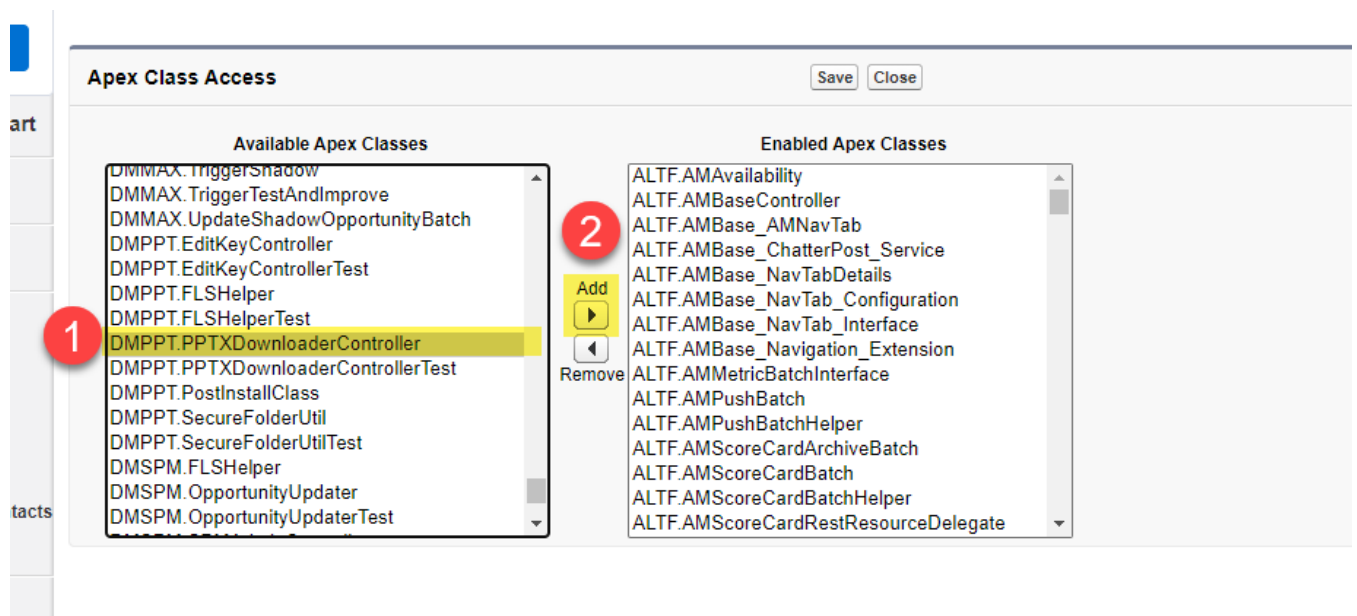 art
tacts
Apex Class Access
Save Close
Available Apex Classes
DMMAX.TriggerShadow
DMMAX.TriggerTestAndImprove
DMMAX.UpdateShadowOpportunityBatch
DMPPT.EditKeyController
DMPPT.EditKeyControllerTest
DMPPT.FLSHelper
DMPPT.FLSHelperTest
1
DMPPT.PPTXDownloaderController
DMPPT.PPTXDownloaderControllerTest
DMPPT.PostInstallClass
DMPPT.SecureFolderUtil
DMPPT.SecureFolderUtilTest
DMSPM.FLSHelper
DMSPM.OpportunityUpdater
DMSPM.OpportunityUpdaterTest
2
Add
Remove
Enabled Apex Classes
ALTF.AMAvailability
ALTF.AMBaseController
ALTF.AMBase_AMNavTab
ALTF.AMBase_ChatterPost_Service
ALTF.AMBase_NavTabDetails
ALTF.AMBase_NavTab_Configuration
ALTF.AMBase_NavTab_Interface
ALTF.AMBase_Navigation_Extension
ALTF.AMMetricBatchInterface
ALTF.AMPushBatch
ALTF.AMPushBatchHelper
ALTF.AMScoreCardArchiveBatch
ALTF.AMScoreCardBatch
ALTF.AMScoreCardBatchHelper
ALTF.AMScoreCardRestResourceDelegate